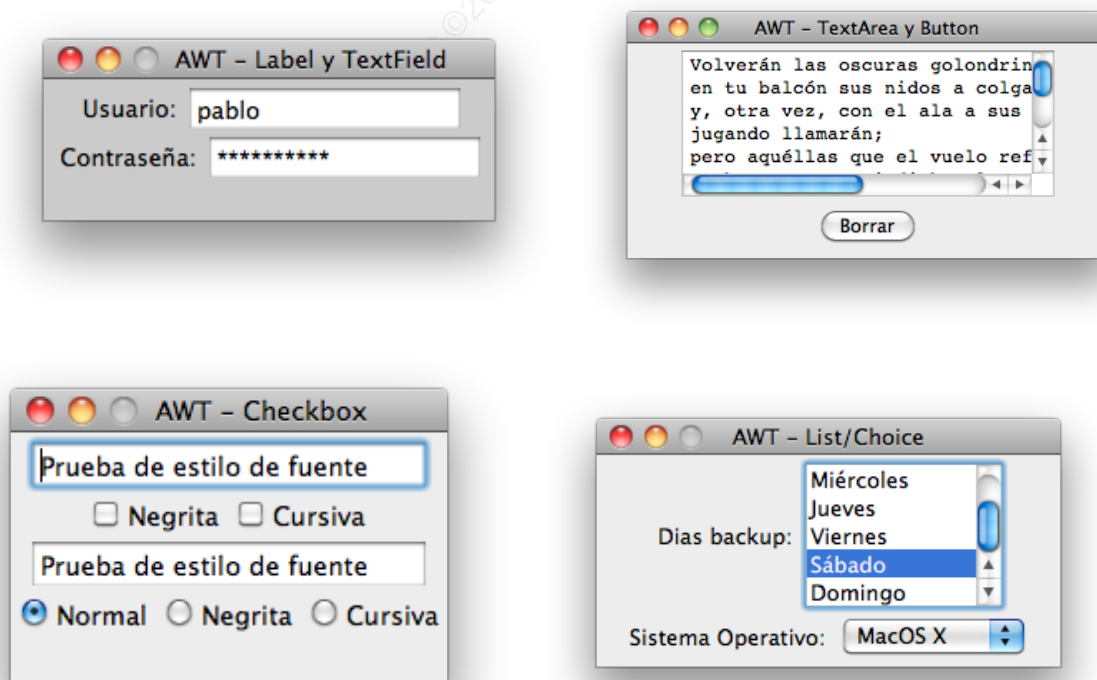 AWT – Label y TextField
Usuario: pablo
Contraseña: **********
AWT – TextArea y Button
Volverán las oscuras golondrin
en tu balcón sus nidos a colga
y, otra vez, con el ala a sus
jugando llamarán;
pero aquéllas que el vuelo ref
Borrar
AWT – Checkbox
Prueba de estilo de fuente
Negrita Cursiva
Prueba de estilo de fuente
Normal Negrita Cursiva
AWT – List/Choice
Dias backup:
Miércoles
Jueves
Viernes
Sábado
Domingo
Sistema Operativo: MacOS X